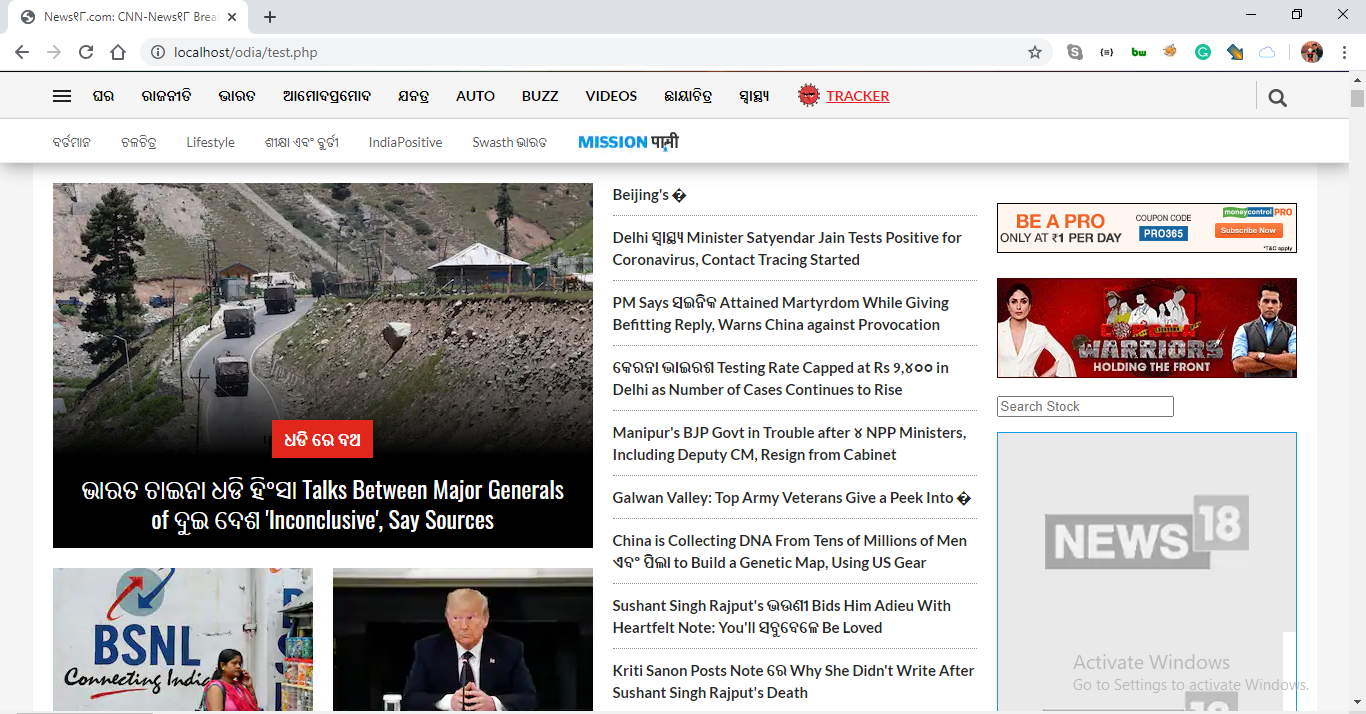 News୧Γ.com: CNN-News୧Γ Brea
localhost/odia/test.php
ଘର ରାଜନୀତି ଭାରତ ଆମୋଦପ୍ରମୋଦ ଯନତ୍ର AUTO BUZZ VIDEOS ଛାୟାଚିତ୍ର ସ୍ୱାସ୍ଥ୍ୟ TRACKER
ବର୍ତମାନ ଚଳଚିତ୍ର Lifestyle ଶୀକ୍ଷା ଏବଂ ବୁର୍ତୀ IndiaPositive Swasth ଭାରତ MISSION पानी
ଧଡି ରେ ବଅ
ଭାରତ ଚାଇନା ଧଡି ହିଂସା Talks Between Major Generals
of ଦୁଇ ଦେଶ 'Inconclusive', Say Sources
BSNL
Connecting India
Beijing's �
Delhi ସ୍ୱାସ୍ଥ୍ୟ Minister Satyendar Jain Tests Positive for
Coronavirus, Contact Tracing Started
PM Says ସଇନିକ Attained Martyrdom While Giving
Befitting Reply, Warns China against Provocation
କେରନା ଭାଇରଶ Testing Rate Capped at Rs ୨,୪୦୦ in
Delhi as Number of Cases Continues to Rise
Manipur's BJP Govt in Trouble after ୪ NPP Ministers,
Including Deputy CM, Resign from Cabinet
Galwan Valley: Top Army Veterans Give a Peek Into �
China is Collecting DNA From Tens of Millions of Men
ଏବଂ ପିଲା to Build a Genetic Map, Using US Gear
Sushant Singh Rajput's ଭଉଣୀ Bids Him Adieu With
Heartfelt Note: You'll ସବୁବେଳେ Be Loved
Kriti Sanon Posts Note ରେ Why She Didn't Write After
Sushant Singh Rajput's Death
BE A PRO
ONLY AT ₹1 PER DAY
COUPON CODE
PRO365
moneycontrol PRO
Subscribe Now
*T&C apply
WARRIORS
HOLDING THE FRONT
Search Stock
NEWS18
Activate Windows
Go to Settings to activate Windows.
18